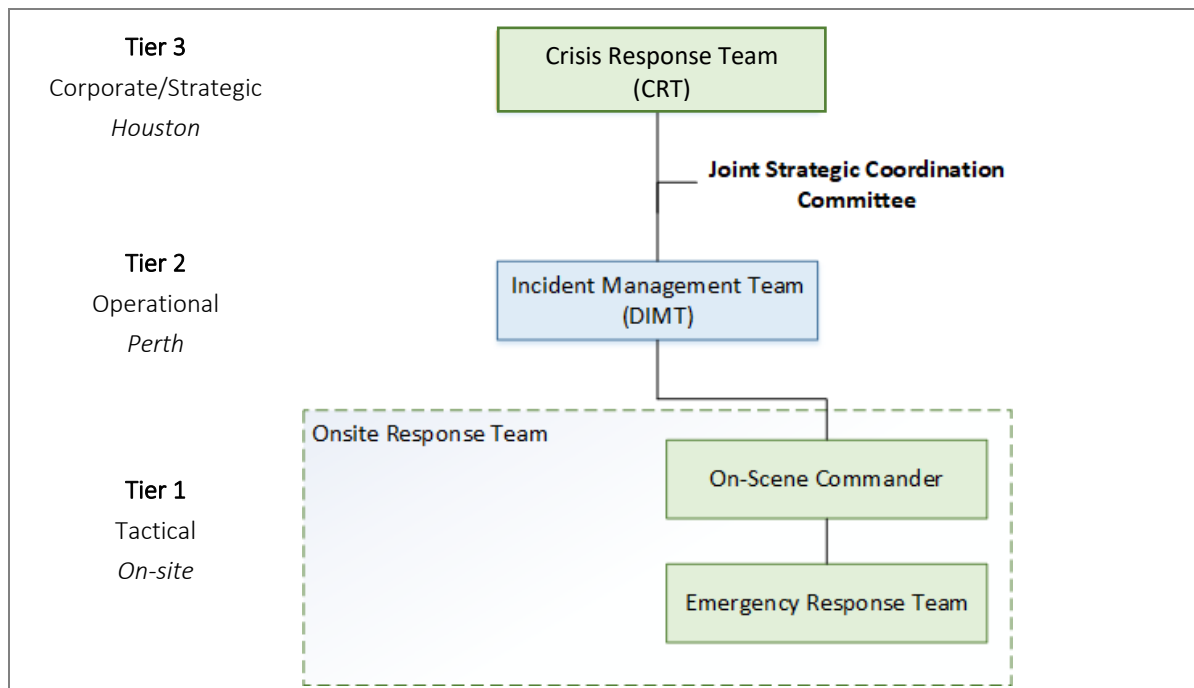 Tier 3
Corporate/Strategic
Houston
Crisis Response Team
(CRT)
Joint Strategic Coordination
Committee
Tier 2
Operational
Perth
Incident Management Team
(DIMT)
Onsite Response Team
Tier 1
Tactical
On-site
On-Scene Commander
Emergency Response Team